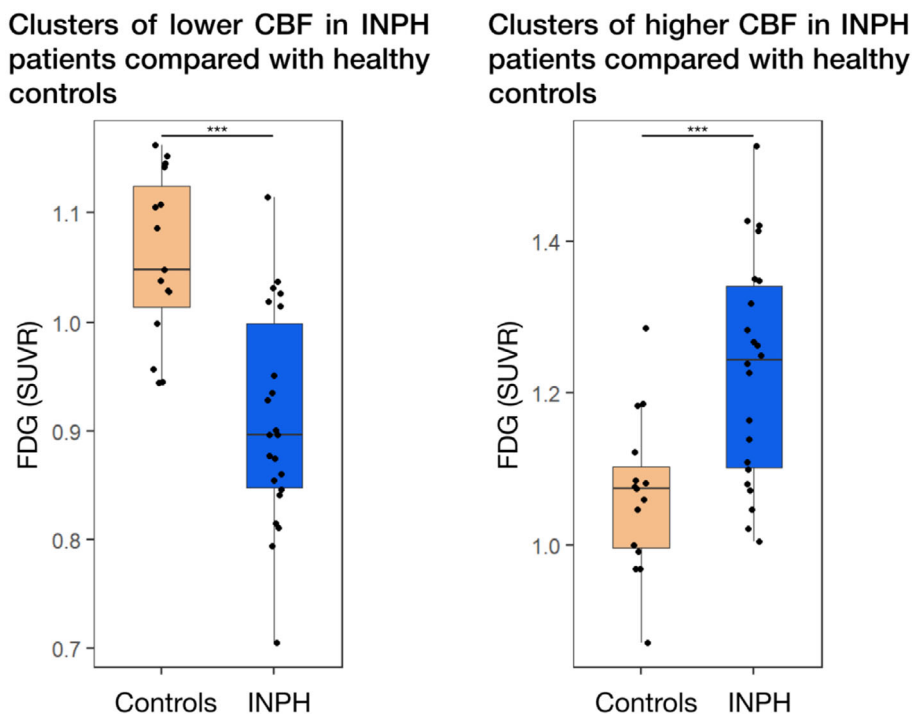 Clusters of lower CBF in INPH
patients compared with healthy
controls
***
1.1
1.0
0.9
0.8
0.7
FDG (SUVR)
Controls INPH
Clusters of higher CBF in INPH
patients compared with healthy
controls
***
1.4
1.2
1.0
FDG (SUVR)
Controls INPH